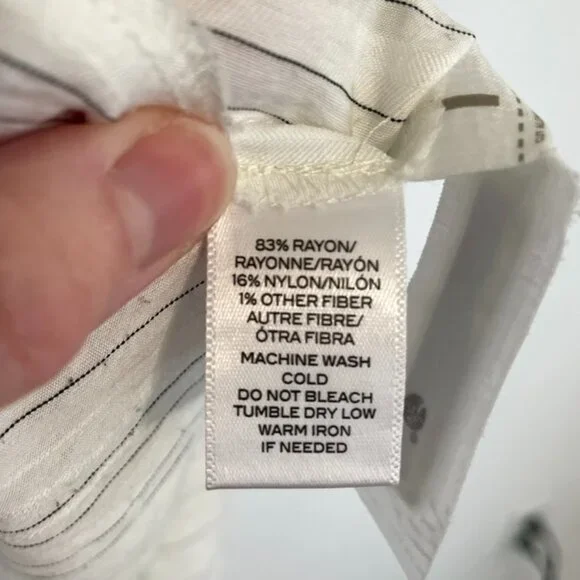 83% RAYON/
RAYONNE/RAYÓN
16% NYLON/NILÓN
1% OTHER FIBER
AUTRE FIBRE/
ÓTRA FIBRA
MACHINE WASH
COLD
DO NOT BLEACH
TUMBLE DRY LOW
WARM IRON
IF NEEDED